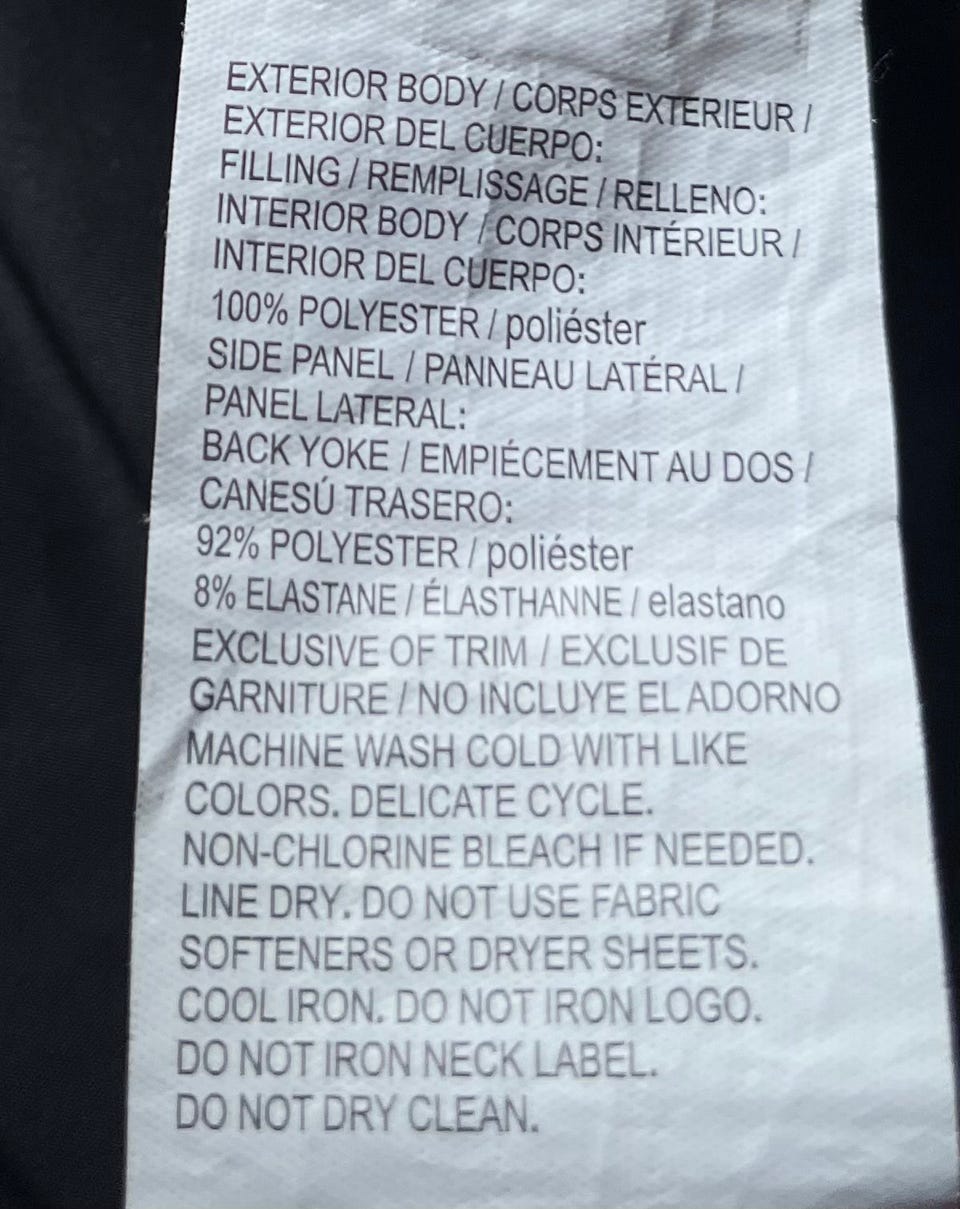 EXTERIOR BODY / CORPS EXTERIEUR /
EXTERIOR DEL CUERPO:
FILLING / REMPLISSAGE / RELLENO:
INTERIOR BODY / CORPS INTÉRIEUR /
INTERIOR DEL CUERPO:
100% POLYESTER / poliéster
SIDE PANEL / PANNEAU LATÉRAL /
PANEL LATERAL:
BACK YOKE / EMPIÉCEMENT AU DOS /
CANESÚ TRASERO:
92% POLYESTER / poliéster
8% ELASTANE / ÉLASTHANNE / elastano
EXCLUSIVE OF TRIM / EXCLUSIF DE
GARNITURE / NO INCLUYE EL ADORNO
MACHINE WASH COLD WITH LIKE
COLORS. DELICATE CYCLE.
NON-CHLORINE BLEACH IF NEEDED.
LINE DRY. DO NOT USE FABRIC
SOFTENERS OR DRYER SHEETS.
COOL IRON. DO NOT IRON LOGO.
DO NOT IRON NECK LABEL.
DO NOT DRY CLEAN.